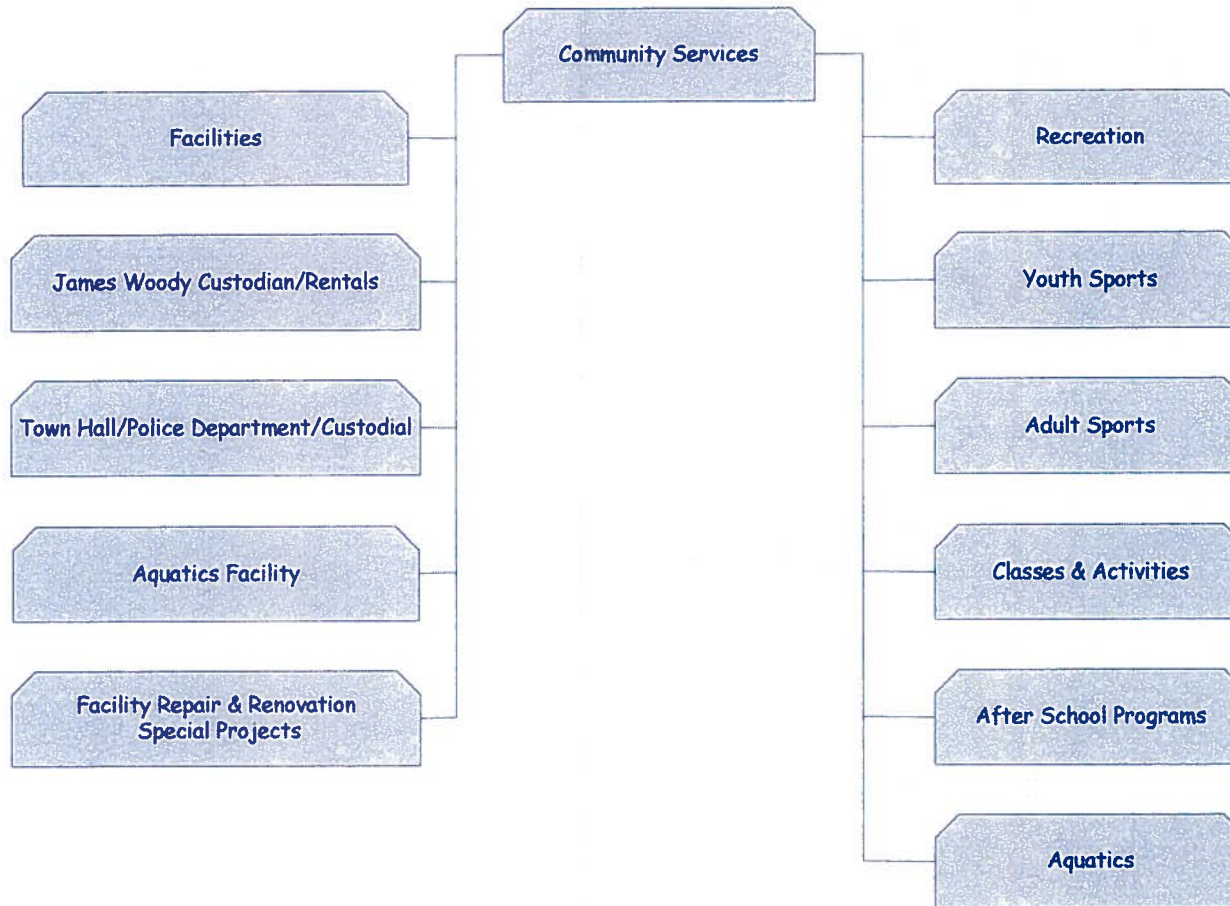 Community Services
Facilities
James Woody Custodian/Rentals
Town Hall/Police Department/Custodial
Aquatics Facility
Facility Repair & Renovation
Special Projects
Recreation
Youth Sports
Adult Sports
Classes & Activities
After School Programs
Aquatics